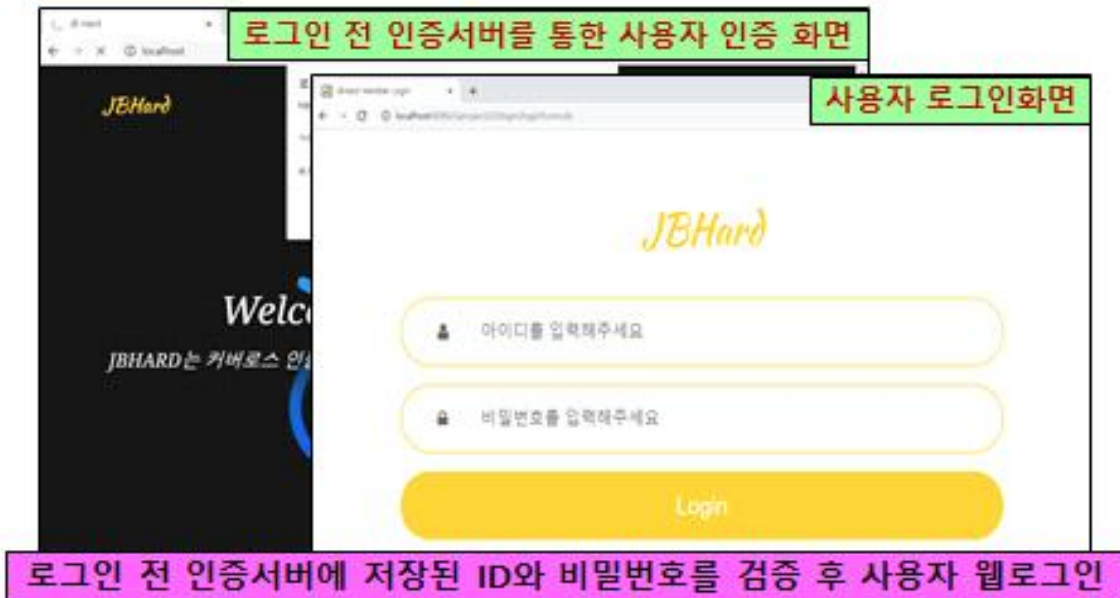 로그인 전 인증서버를 통한 사용자 인증 화면
localhost
JBHard
사용자 로그인화면
localhost
JBHard
아이디를 입력해주세요
비밀번호를 입력해주세요
Login
JBHARD는 커버로스
로그인 전 인증서버에 저장된 ID와 비밀번호를 검증 후 사용자 웹로그인